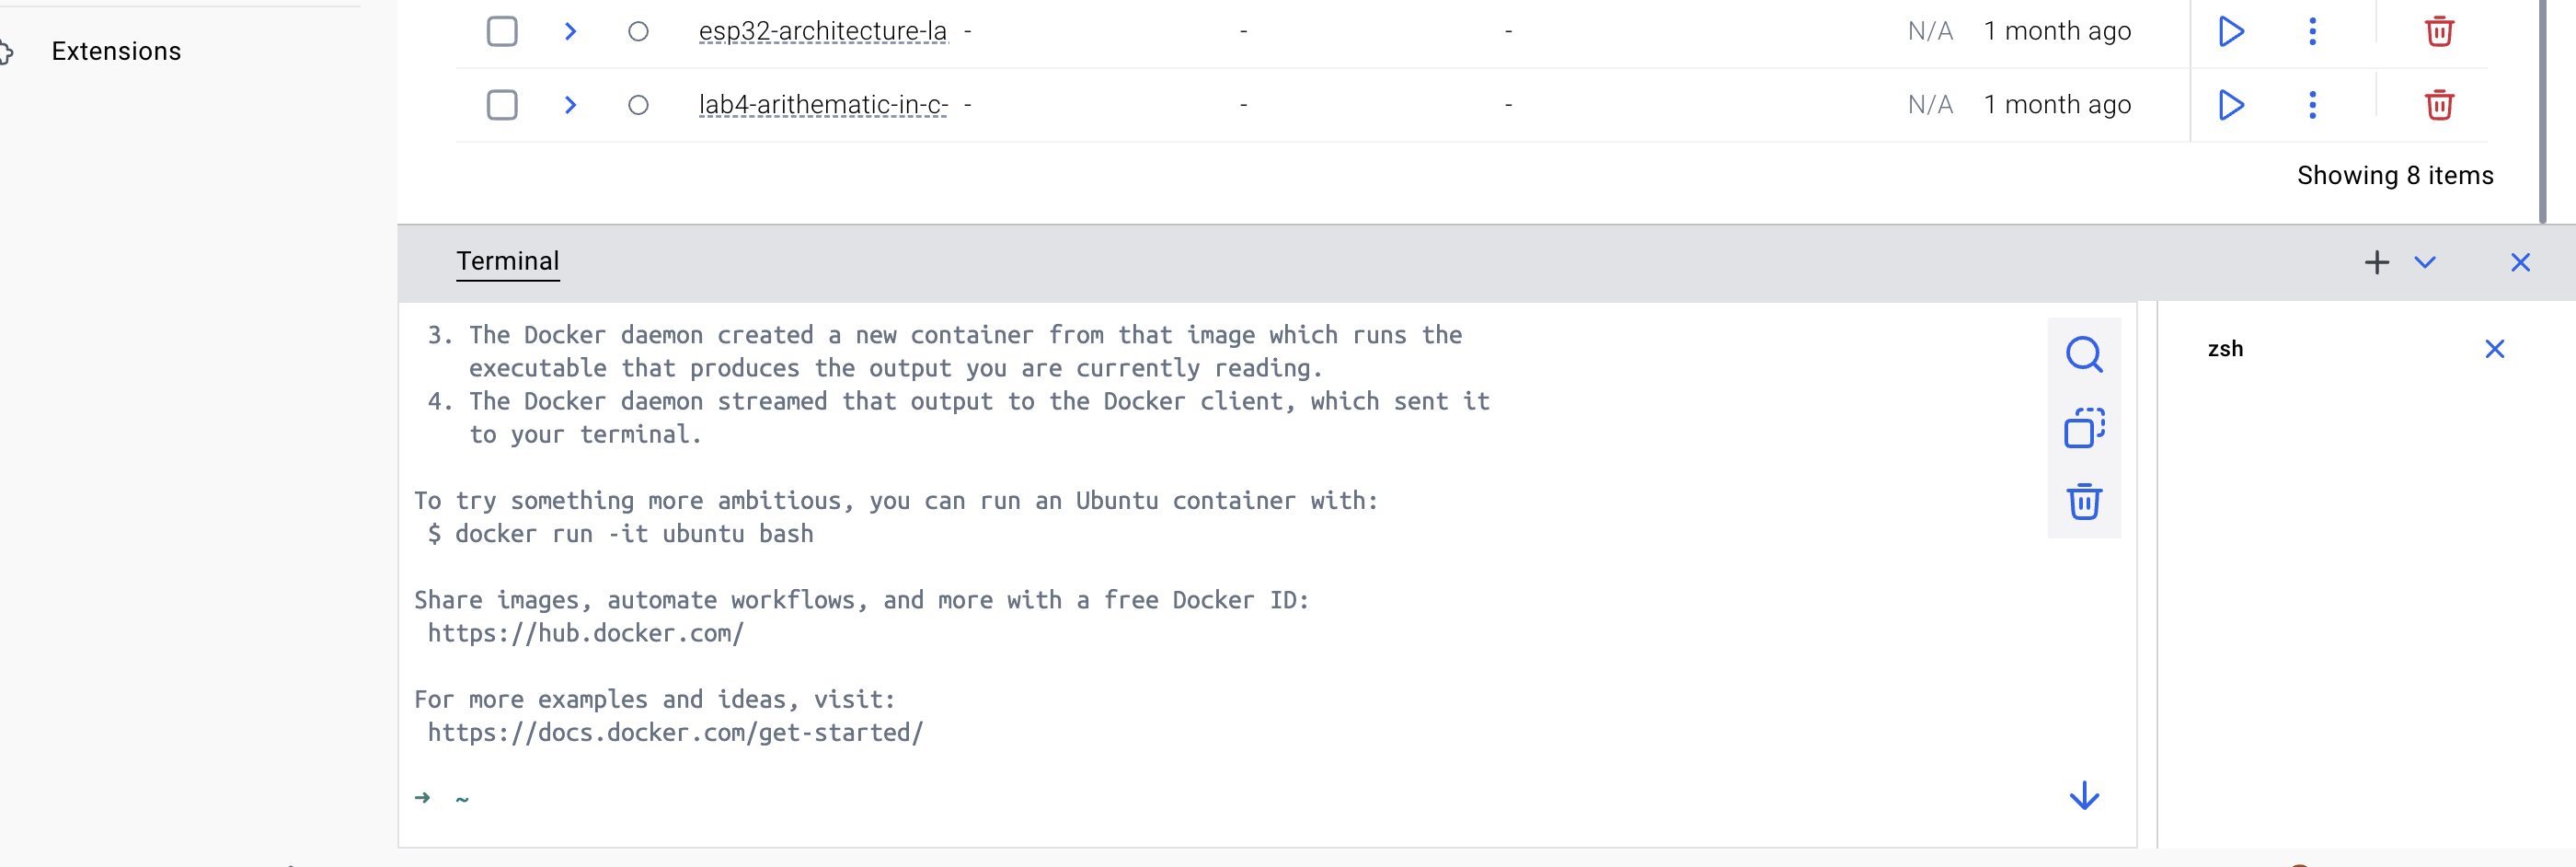 Extensions
esp32-architecture-la - - - N/A 1 month ago
lab4-arithematic-in-c- - - - N/A 1 month ago
Showing 8 items
Terminal
3. The Docker daemon created a new container from that image which runs the
executable that produces the output you are currently reading.
4. The Docker daemon streamed that output to the Docker client, which sent it
to your terminal.
To try something more ambitious, you can run an Ubuntu container with:
$ docker run -it ubuntu bash
Share images, automate workflows, and more with a free Docker ID:
https://hub.docker.com/
For more examples and ideas, visit:
https://docs.docker.com/get-started/
➜ ~
zsh